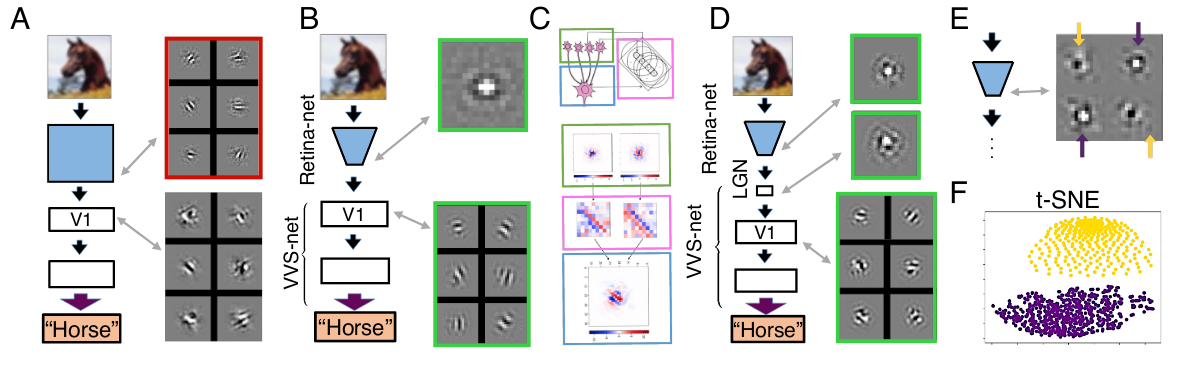 A
V1
"Horse"
B
Retina-net
VVS-net
V1
"Horse"
C
D
Retina-net
LGN
VVS-net
V1
"Horse"
E
F
t-SNE